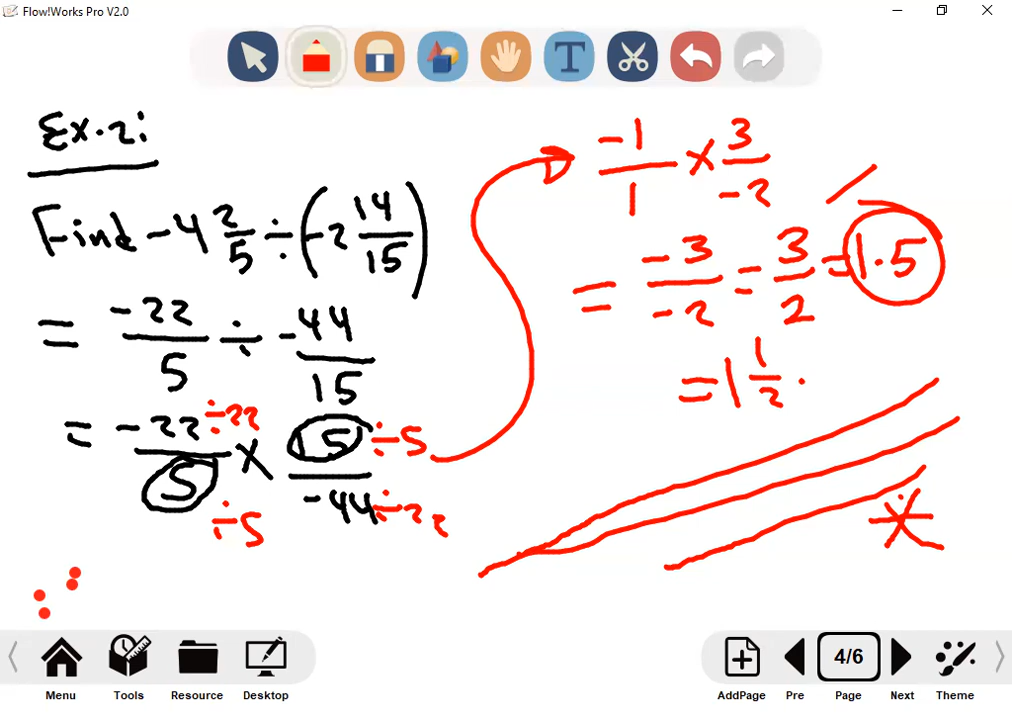 Flow!Works Pro V2.0
Ex.2:
Find -4 2/5 ÷ (-2 14/15)
= -22/5 ÷ -44/15
= -22÷22/5÷5 × 15÷5/-44÷22
-1/1 × 3/-2
= -3/-2 = 3/2 = 1.5
= 1 1/2.
Menu Tools Resource Desktop
4/6
AddPage Pre Page Next Theme